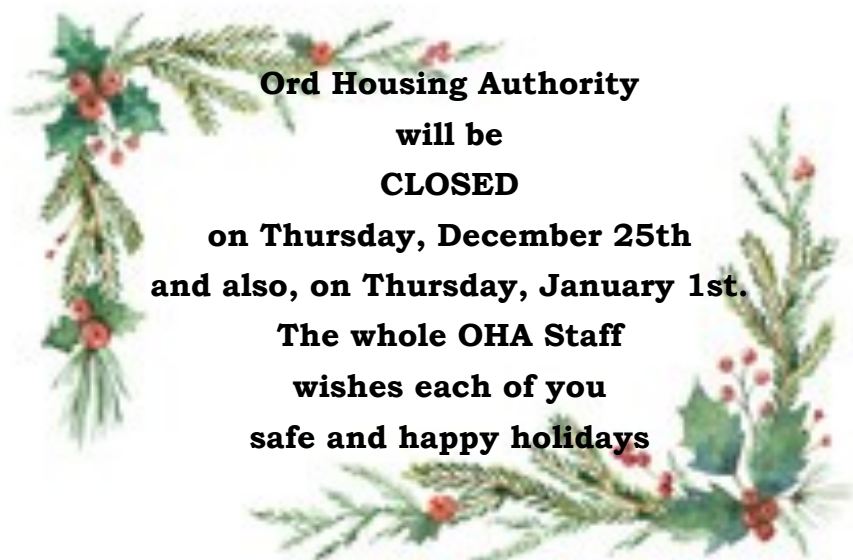 Ord Housing Authority
will be
CLOSED
on Thursday, December 25th
and also, on Thursday, January 1st.
The whole OHA Staff
wishes each of you
safe and happy holidays